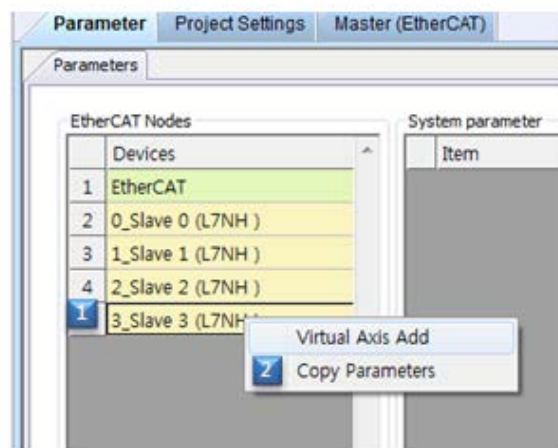 Parameter Project Settings Master (EtherCAT)
Parameters
EtherCAT Nodes System parameter
Devices Item
1 EtherCAT
2 0_Slave 0 (L7NH )
3 1_Slave 1 (L7NH )
4 2_Slave 2 (L7NH )
1 3_Slave 3 (L7NH
Virtual Axis Add
2 Copy Parameters